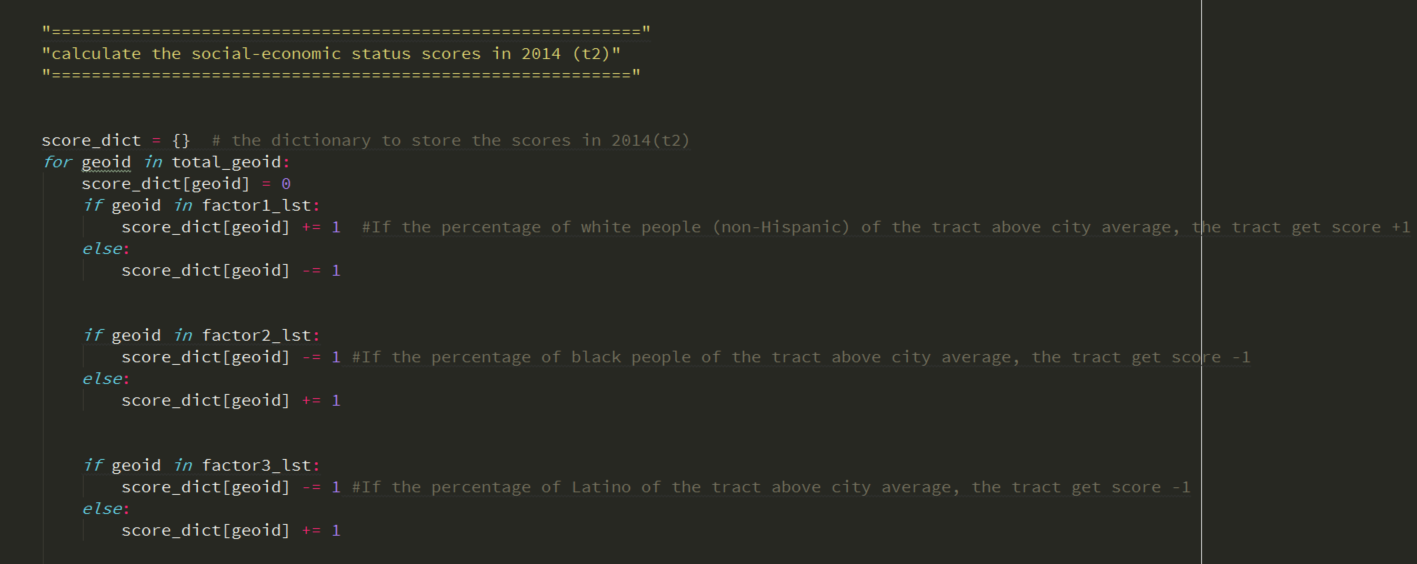 "==========================================================="
"calculate the social-economic status scores in 2014 (t2)"
"=========================================================="
score_dict = {}  # the dictionary to store the scores in 2014(t2)
for geoid in total_geoid:
    score_dict[geoid] = 0
    if geoid in factor1_lst:
        score_dict[geoid] += 1  #If the percentage of white people (non-Hispanic) of the tract above city average, the tract get score +1
    else:
        score_dict[geoid] -= 1
    if geoid in factor2_lst:
        score_dict[geoid] -= 1 #If the percentage of black people of the tract above city average, the tract get score -1
    else:
        score_dict[geoid] += 1
    if geoid in factor3_lst:
        score_dict[geoid] -= 1 #If the percentage of Latino of the tract above city average, the tract get score -1
    else:
        score_dict[geoid] += 1